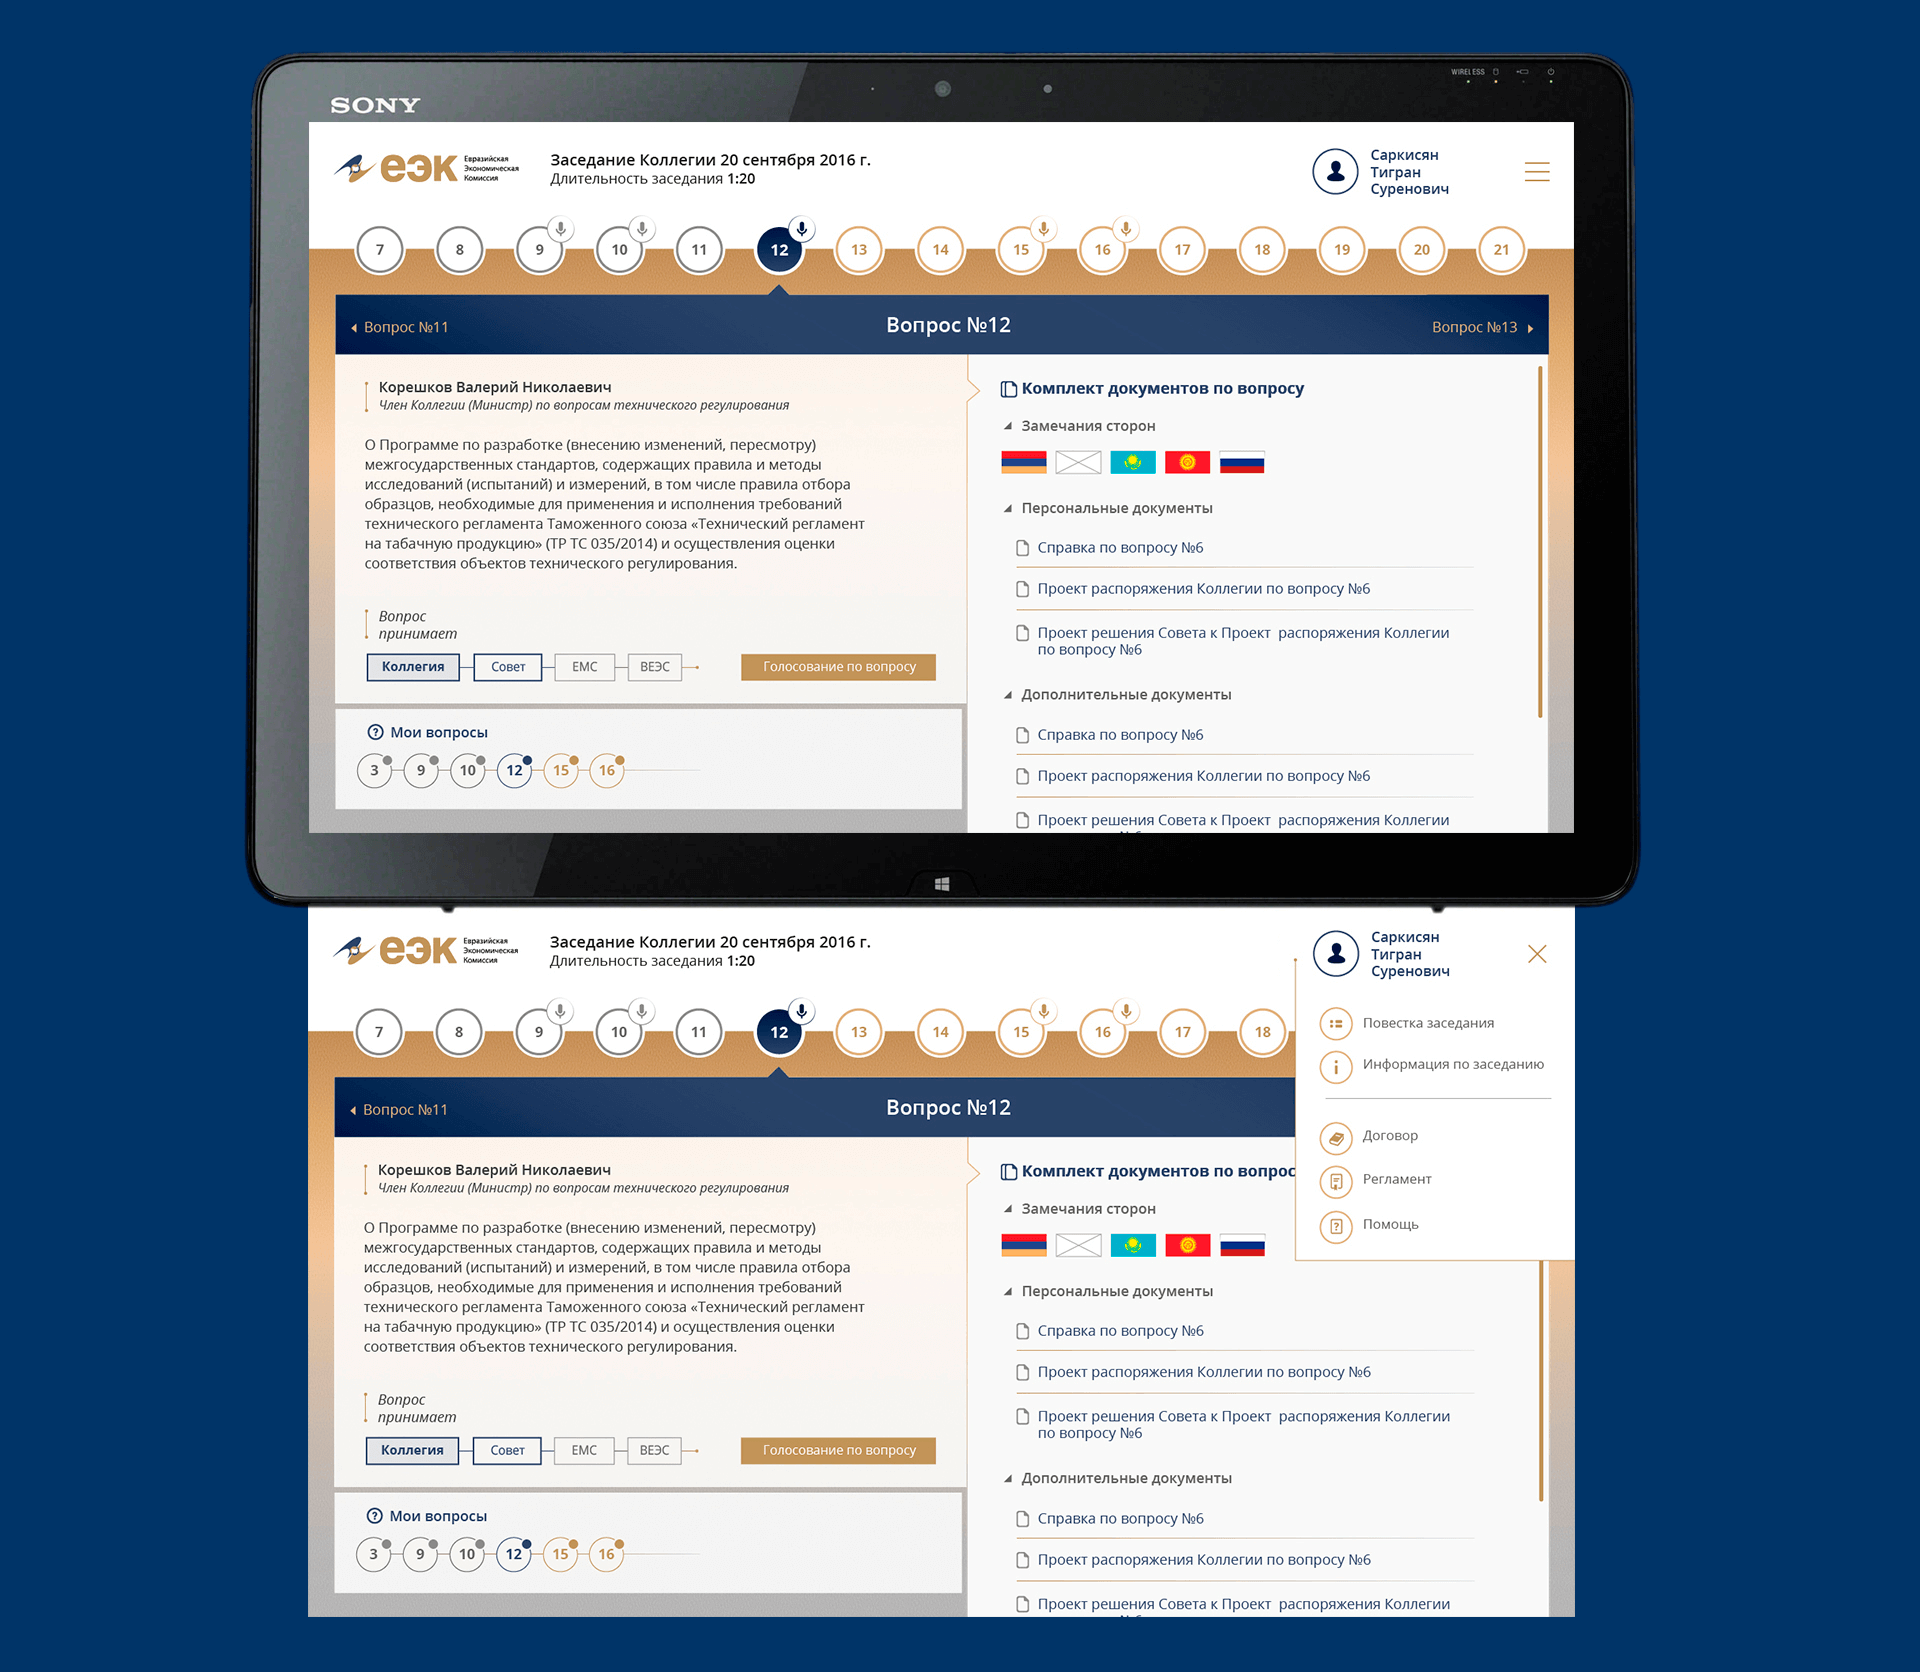 WIRELESS
SONY
ЕЭК Евразийская
Экономическая
Комиссия
Заседание Коллегии 20 сентября 2016 г.
Длительность заседания 1:20
Саркисян
Тигран
Суренович
7 8 9 10 11 12 13 14 15 16 17 18 19 20 21
Вопрос №11
Вопрос №12
Вопрос №13
Корешков Валерий Николаевич
Член Коллегии (Министр) по вопросам технического регулирования
О Программе по разработке (внесению изменений, пересмотру)
межгосударственных стандартов, содержащих правила и методы
исследований (испытаний) и измерений, в том числе правила отбора
образцов, необходимые для применения и исполнения требований
технического регламента Таможенного союза «Технический регламент
на табачную продукцию» (ТР ТС 035/2014) и осуществления оценки
соответствия объектов технического регулирования.
Вопрос
принимает
Коллегия Совет ЕМС ВЕЭС
Голосование по вопросу
Мои вопросы
3 9 10 12 15 16
Комплект документов по вопросу
Замечания сторон
Персональные документы
Справка по вопросу №6
Проект распоряжения Коллегии по вопросу №6
Проект решения Совета к Проект распоряжения Коллегии
по вопросу №6
Дополнительные документы
Справка по вопросу №6
Проект распоряжения Коллегии по вопросу №6
Проект решения Совета к Проект распоряжения Коллегии
ЕЭК Евразийская
Экономическая
Комиссия
Заседание Коллегии 20 сентября 2016 г.
Длительность заседания 1:20
Саркисян
Тигран
Суренович
Повестка заседания
Информация по заседанию
Договор
Регламент
Помощь
7 8 9 10 11 12 13 14 15 16 17 18
Вопрос №11
Вопрос №12
Корешков Валерий Николаевич
Член Коллегии (Министр) по вопросам технического регулирования
О Программе по разработке (внесению изменений, пересмотру)
межгосударственных стандартов, содержащих правила и методы
исследований (испытаний) и измерений, в том числе правила отбора
образцов, необходимые для применения и исполнения требований
технического регламента Таможенного союза «Технический регламент
на табачную продукцию» (ТР ТС 035/2014) и осуществления оценки
соответствия объектов технического регулирования.
Вопрос
принимает
Коллегия Совет ЕМС ВЕЭС
Голосование по вопросу
Мои вопросы
3 9 10 12 15 16
Комплект документов по вопрос
Замечания сторон
Персональные документы
Справка по вопросу №6
Проект распоряжения Коллегии по вопросу №6
Проект решения Совета к Проект распоряжения Коллегии
по вопросу №6
Дополнительные документы
Справка по вопросу №6
Проект распоряжения Коллегии по вопросу №6
Проект решения Совета к Проект распоряжения Коллегии